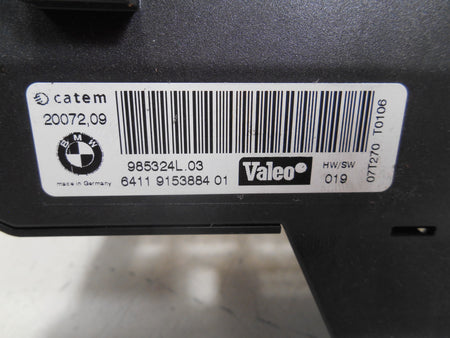 catem
20072,09
BMW
made in Germany
985324L.03
6411 9153884 01
Valeo
HW/SW
019
07T270 T0106